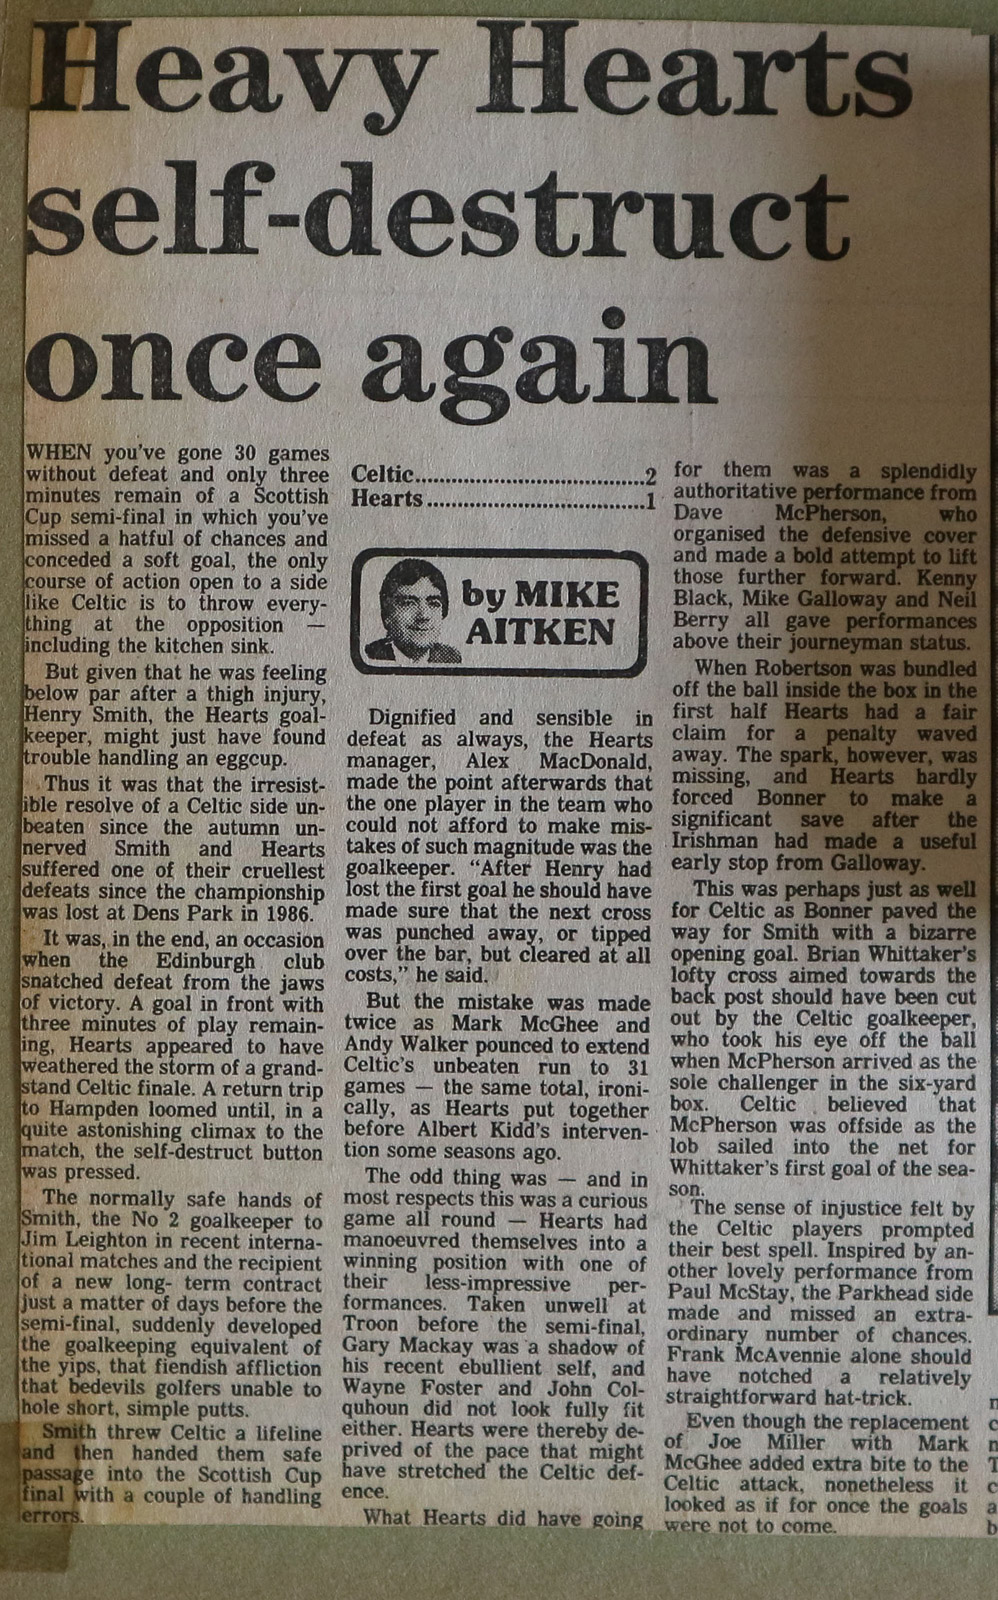 Heavy Hearts
self-destruct
once again
WHEN you've gone 30 games
without defeat and only three
minutes remain of a Scottish
Cup semi-final in which you've
missed a hatful of chances and
conceded a soft goal, the only
course of action open to a side
like Celtic is to throw every-
thing at the opposition —
including the kitchen sink.
But given that he was feeling
below par after a thigh injury,
Henry Smith, the Hearts goal-
keeper, might just have found
trouble handling an eggcup.
Thus it was that the irresist-
ible resolve of a Celtic side un-
beaten since the autumn un-
nerved Smith and Hearts
suffered one of their cruellest
defeats since the championship
was lost at Dens Park in 1986.
It was, in the end, an occasion
when the Edinburgh club
snatched defeat from the jaws
of victory. A goal in front with
three minutes of play remain-
ing, Hearts appeared to have
weathered the storm of a grand-
stand Celtic finale. A return trip
to Hampden loomed until, in a
quite astonishing climax to the
match, the self-destruct button
was pressed.
The normally safe hands of
Smith, the No 2 goalkeeper to
Jim Leighton in recent interna-
tional matches and the recipient
of a new long- term contract
just a matter of days before the
semi-final, suddenly developed
the goalkeeping equivalent of
the yips, that fiendish affliction
that bedevils golfers unable to
hole short, simple putts.
Smith threw Celtic a lifeline
and then handed them safe
passage into the Scottish Cup
final with a couple of handling
errors.
Celtic..................................2
Hearts................................1
by MIKE
AITKEN
Dignified and sensible in
defeat as always, the Hearts
manager, Alex MacDonald,
made the point afterwards that
the one player in the team who
could not afford to make mis-
takes of such magnitude was the
goalkeeper. “After Henry had
lost the first goal he should have
made sure that the next cross
was punched away, or tipped
over the bar, but cleared at all
costs,” he said.
But the mistake was made
twice as Mark McGhee and
Andy Walker pounced to extend
Celtic's unbeaten run to 31
games — the same total, ironi-
cally, as Hearts put together
before Albert Kidd's interven-
tion some seasons ago.
The odd thing was — and in
most respects this was a curious
game all round — Hearts had
manoeuvred themselves into a
winning position with one of
their less-impressive per-
formances. Taken unwell at
Troon before the semi-final,
Gary Mackay was a shadow of
his recent ebullient self, and
Wayne Foster and John Col-
quhoun did not look fully fit
either. Hearts were thereby de-
prived of the pace that might
have stretched the Celtic def-
ence.
What Hearts did have going
for them was a splendidly
authoritative performance from
Dave McPherson, who
organised the defensive cover
and made a bold attempt to lift
those further forward. Kenny
Black, Mike Galloway and Neil
Berry all gave performances
above their journeyman status.
When Robertson was bundled
off the ball inside the box in the
first half Hearts had a fair
claim for a penalty waved
away. The spark, however, was
missing, and Hearts hardly
forced Bonner to make a
significant save after the
Irishman had made a useful
early stop from Galloway.
This was perhaps just as well
for Celtic as Bonner paved the
way for Smith with a bizarre
opening goal. Brian Whittaker's
lofty cross aimed towards the
back post should have been cut
out by the Celtic goalkeeper,
who took his eye off the ball
when McPherson arrived as the
sole challenger in the six-yard
box. Celtic believed that
McPherson was offside as the
lob sailed into the net for
Whittaker's first goal of the sea-
son.
The sense of injustice felt by
the Celtic players prompted
their best spell. Inspired by an-
other lovely performance from
Paul McStay, the Parkhead side
made and missed an extra-
ordinary number of chances.
Frank McAvennie alone should
have notched a relatively
straightforward hat-trick.
Even though the replacement
of Joe Miller with Mark
McGhee added extra bite to the
Celtic attack, nonetheless it
looked as if for once the goals
were not to come.